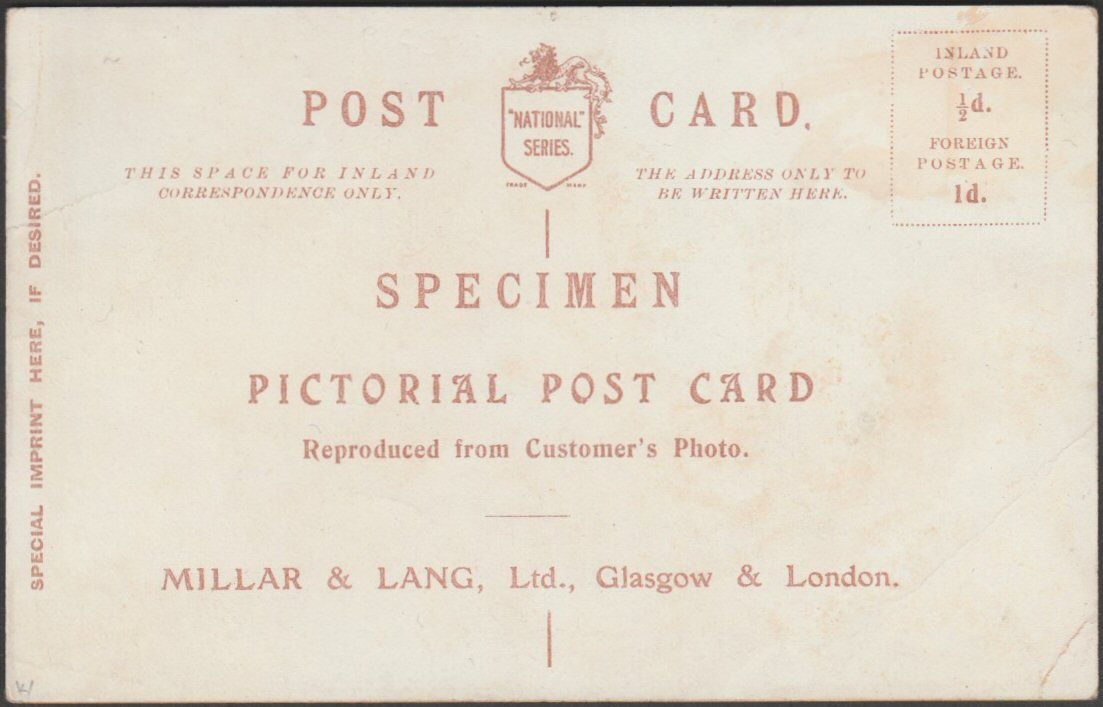 POST CARD.
"NATIONAL"
SERIES.
TRADE MARK
INLAND
POSTAGE.
½d.
FOREIGN
POSTAGE.
1d.
THIS SPACE FOR INLAND
CORRESPONDENCE ONLY.
THE ADDRESS ONLY TO
BE WRITTEN HERE.
SPECIAL IMPRINT HERE, IF DESIRED.
SPECIMEN
PICTORIAL POST CARD
Reproduced from Customer's Photo.
MILLAR & LANG, Ltd., Glasgow & London.